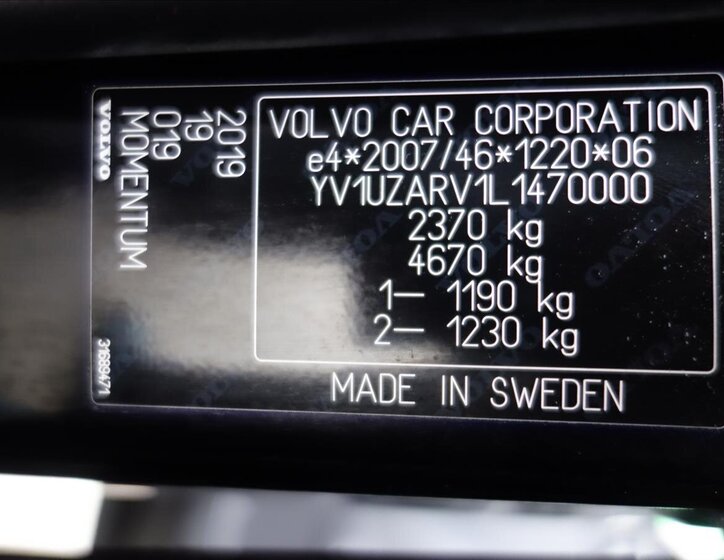 VOLVO CAR CORPORATION
e4*2007/46*1220*06
YV1UZARV1L1470000
2370 kg
4670 kg
1– 1190 kg
2– 1230 kg
MADE IN SWEDEN
2019
19
019
MOMENTUM
VOLVO
31689471